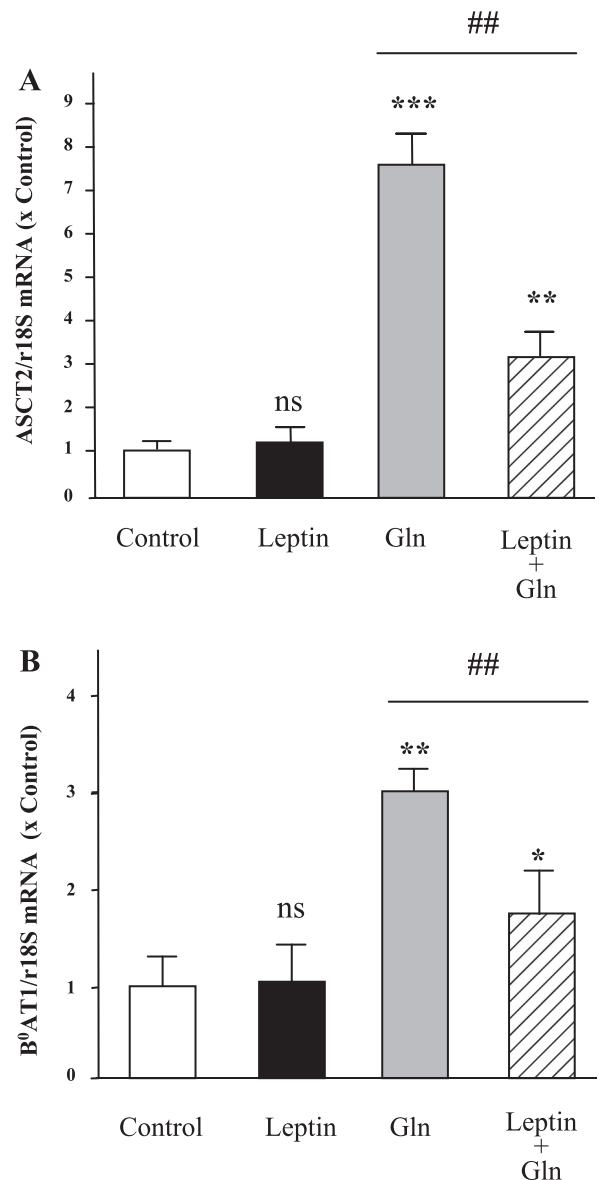 ##
A
ASCT2/r18S mRNA (x Control)
9
8
7
6
5
4
3
2
1
0
ns
***
**
Control
Leptin
Gln
Leptin
+
Gln
B
##
B⁰AT1/r18S mRNA (x Control)
4
3
2
1
0
ns
**
*
Control
Leptin
Gln
Leptin
+
Gln